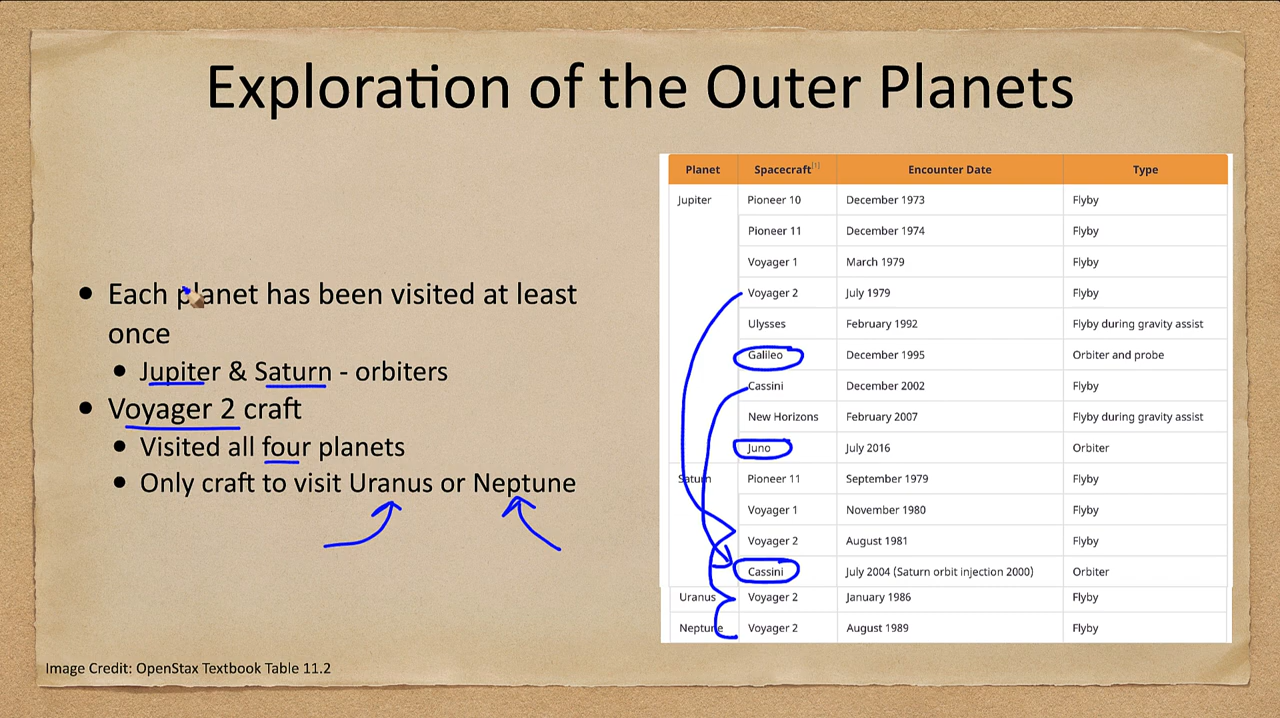 Exploration of the Outer Planets
• Each planet has been visited at least
once
• Jupiter & Saturn - orbiters
• Voyager 2 craft
• Visited all four planets
• Only craft to visit Uranus or Neptune
Planet Spacecraft[1] Encounter Date Type
Jupiter Pioneer 10 December 1973 Flyby
Pioneer 11 December 1974 Flyby
Voyager 1 March 1979 Flyby
Voyager 2 July 1979 Flyby
Ulysses February 1992 Flyby during gravity assist
Galileo December 1995 Orbiter and probe
Cassini December 2002 Flyby
New Horizons February 2007 Flyby during gravity assist
Juno July 2016 Orbiter
Saturn Pioneer 11 September 1979 Flyby
Voyager 1 November 1980 Flyby
Voyager 2 August 1981 Flyby
Cassini July 2004 (Saturn orbit injection 2000) Orbiter
Uranus Voyager 2 January 1986 Flyby
Neptune Voyager 2 August 1989 Flyby
Image Credit: OpenStax Textbook Table 11.2